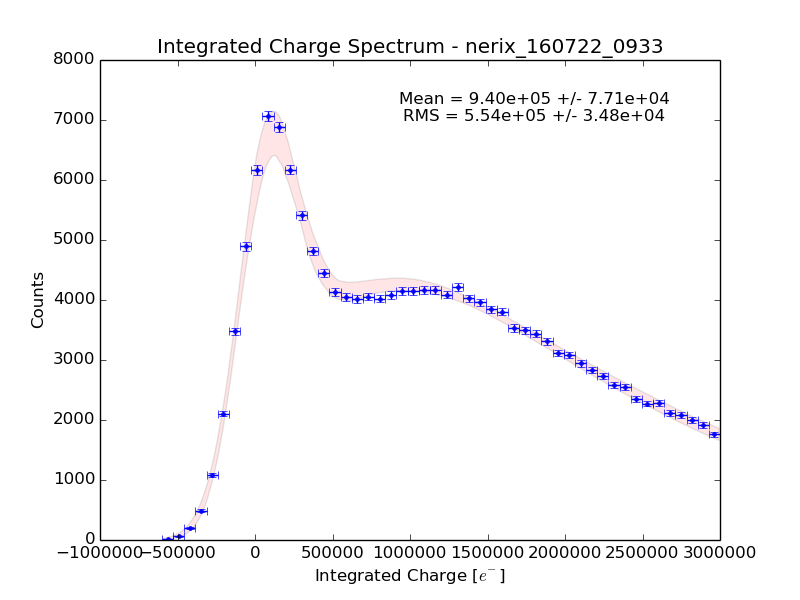 Integrated Charge Spectrum - nerix_160722_0933
Mean = 9.40e+05 +/- 7.71e+04
RMS = 5.54e+05 +/- 3.48e+04
8000
7000
6000
5000
4000
3000
2000
1000
0
Counts
−1000000 −500000 0 500000 1000000 1500000 2000000 2500000 3000000
Integrated Charge [e⁻]